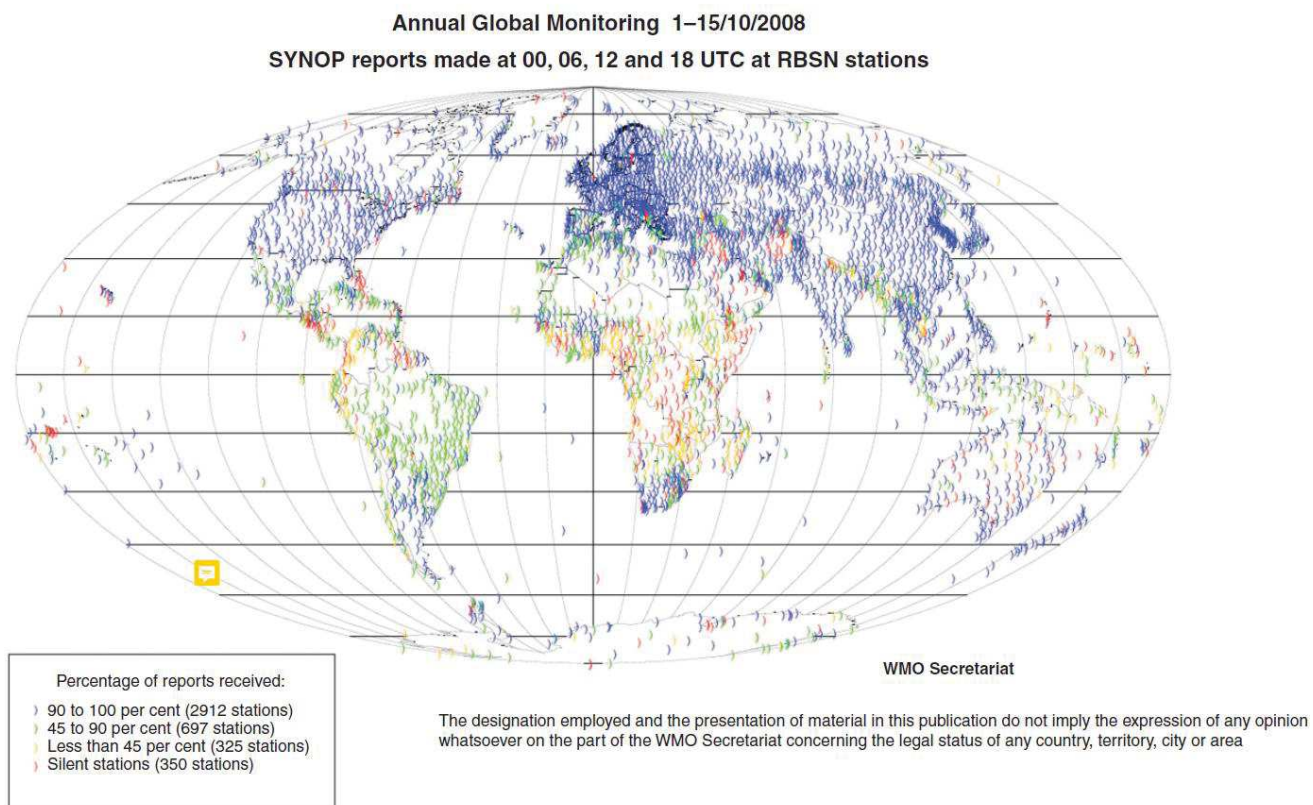 Annual Global Monitoring 1–15/10/2008
SYNOP reports made at 00, 06, 12 and 18 UTC at RBSN stations
WMO Secretariat
Percentage of reports received:
90 to 100 per cent (2912 stations)
45 to 90 per cent (697 stations)
Less than 45 per cent (325 stations)
Silent stations (350 stations)
The designation employed and the presentation of material in this publication do not imply the expression of any opinion
whatsoever on the part of the WMO Secretariat concerning the legal status of any country, territory, city or area